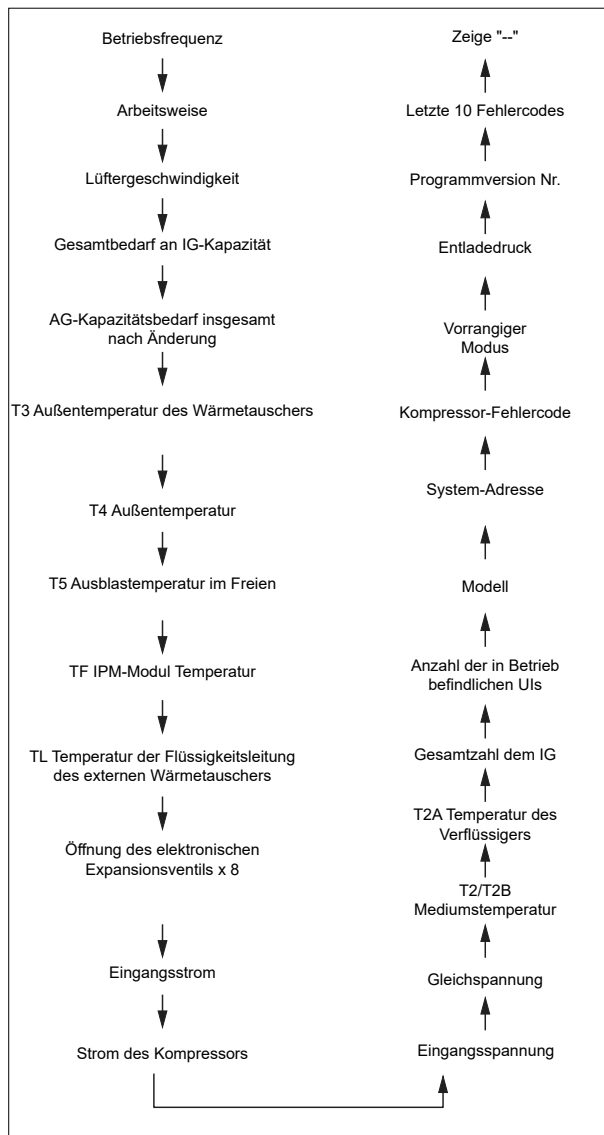 Betriebsfrequenz
Arbeitsweise
Lüftergeschwindigkeit
Gesamtbedarf an IG-Kapazität
AG-Kapazitätsbedarf insgesamt
nach Änderung
T3 Außentemperatur des Wärmetauschers
T4 Außentemperatur
T5 Ausblastemperatur im Freien
TF IPM-Modul Temperatur
TL Temperatur der Flüssigkeitsleitung
des externen Wärmetauschers
Öffnung des elektronischen
Expansionsventils x 8
Eingangsstrom
Strom des Kompressors
Eingangsspannung
Gleichspannung
T2/T2B
Mediumstemperatur
T2A Temperatur des
Verflüssigers
Gesamtzahl dem IG
Anzahl der in Betrieb
befindlichen UIs
Modell
System-Adresse
Kompressor-Fehlercode
Vorrangiger
Modus
Entladedruck
Programmversion Nr.
Letzte 10 Fehlercodes
Zeige "--"